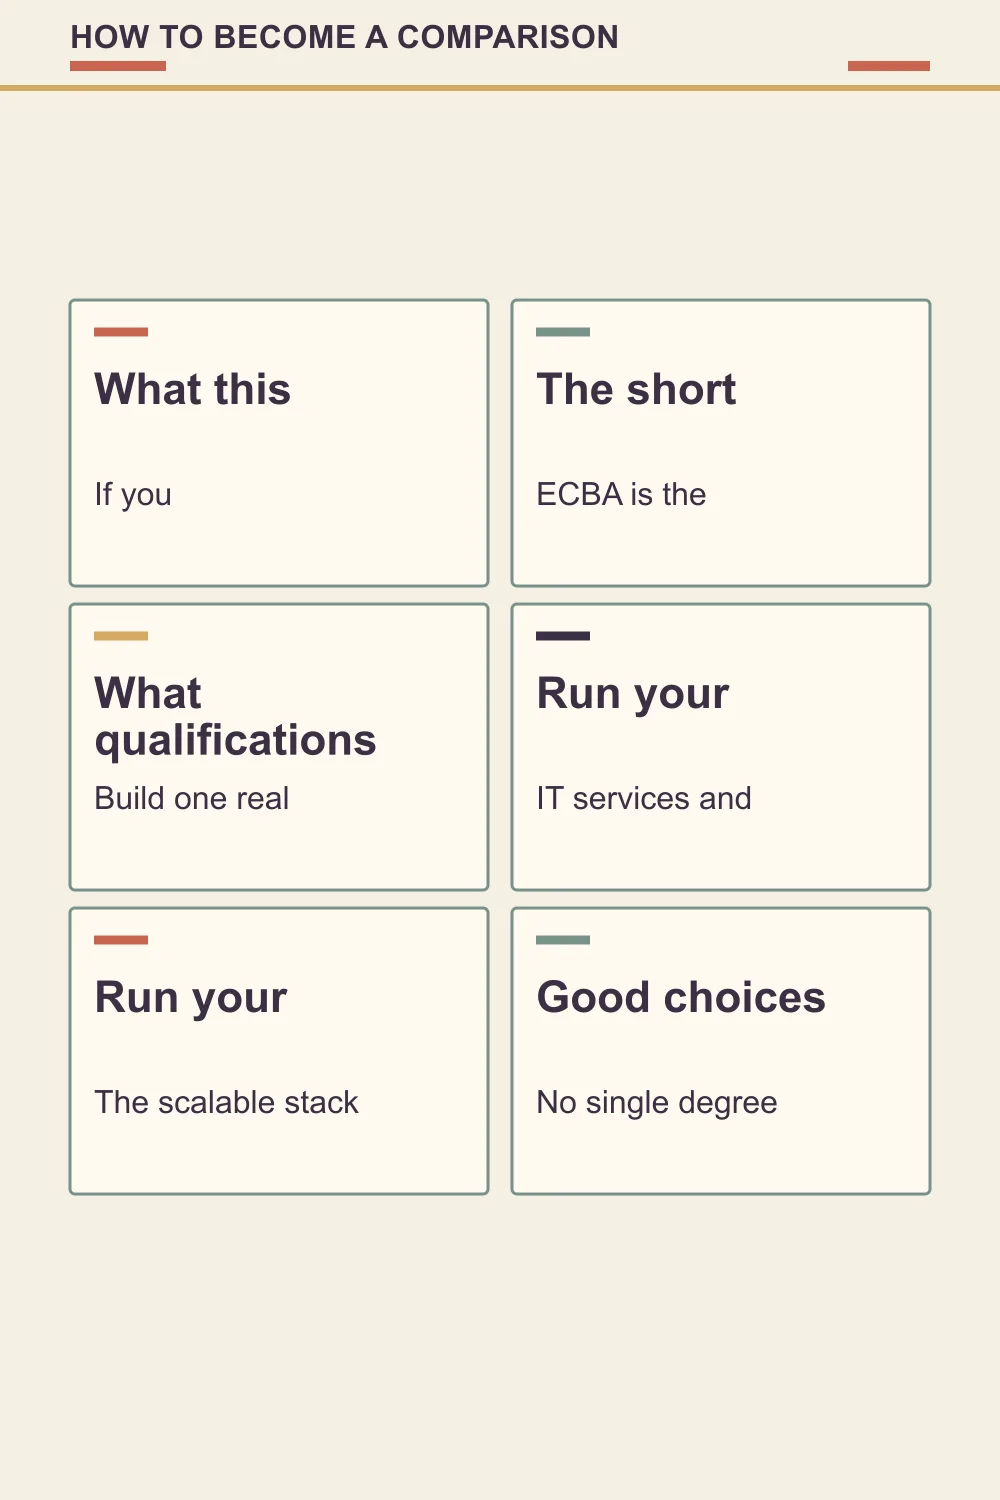 HOW TO BECOME A COMPARISON
What this
If you
The short
ECBA is the
What
qualifications
Build one real
Run your
IT services and
Run your
The scalable stack
Good choices
No single degree